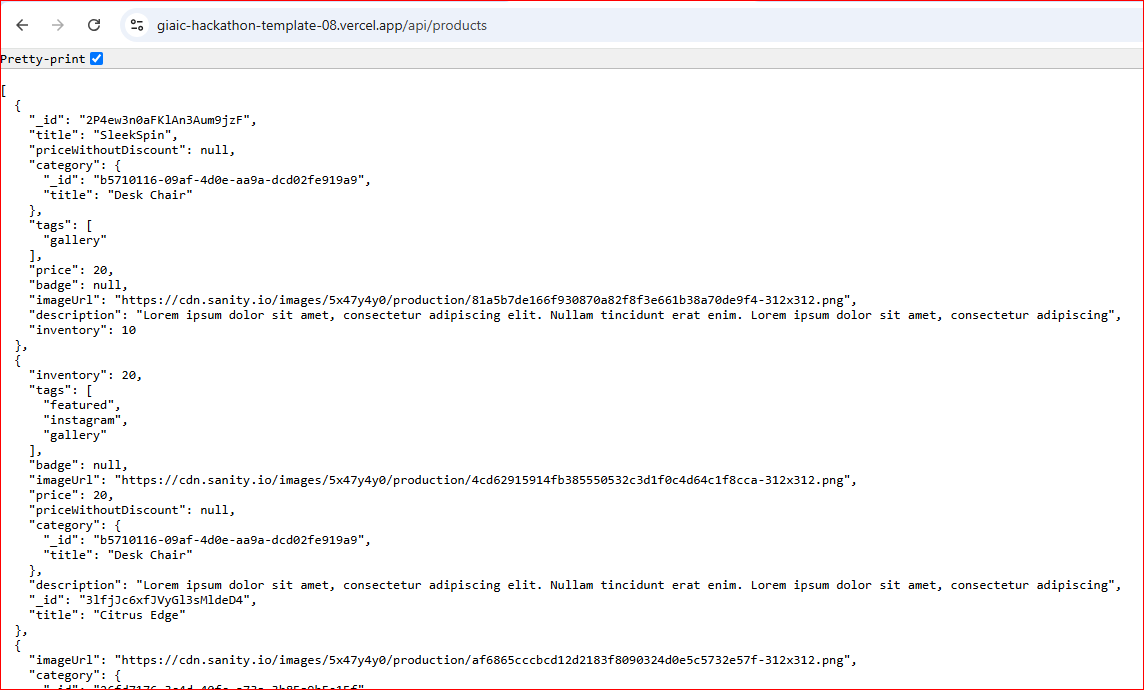 giaic-hackathon-template-08.vercel.app/api/products
Pretty-print
[
  {
    "_id": "2P4ew3n0aFKlAn3Aum9jzF",
    "title": "SleekSpin",
    "priceWithoutDiscount": null,
    "category": {
      "_id": "b5710116-09af-4d0e-aa9a-dcd02fe919a9",
      "title": "Desk Chair"
    },
    "tags": [
      "gallery"
    ],
    "price": 20,
    "badge": null,
    "imageUrl": "https://cdn.sanity.io/images/5x47y4y0/production/81a5b7de166f930870a82f8f3e661b38a70de9f4-312x312.png",
    "description": "Lorem ipsum dolor sit amet, consectetur adipiscing elit. Nullam tincidunt erat enim. Lorem ipsum dolor sit amet, consectetur adipiscing",
    "inventory": 10
  },
  {
    "inventory": 20,
    "tags": [
      "featured",
      "instagram",
      "gallery"
    ],
    "badge": null,
    "imageUrl": "https://cdn.sanity.io/images/5x47y4y0/production/4cd62915914fb385550532c3d1f0c4d64c1f8cca-312x312.png",
    "price": 20,
    "priceWithoutDiscount": null,
    "category": {
      "_id": "b5710116-09af-4d0e-aa9a-dcd02fe919a9",
      "title": "Desk Chair"
    },
    "description": "Lorem ipsum dolor sit amet, consectetur adipiscing elit. Nullam tincidunt erat enim. Lorem ipsum dolor sit amet, consectetur adipiscing",
    "_id": "3lfjJc6xfJVyGl3sMldeD4",
    "title": "Citrus Edge"
  },
  {
    "imageUrl": "https://cdn.sanity.io/images/5x47y4y0/production/af6865cccbcd12d2183f8090324d0e5c5732e57f-312x312.png",
    "category": {